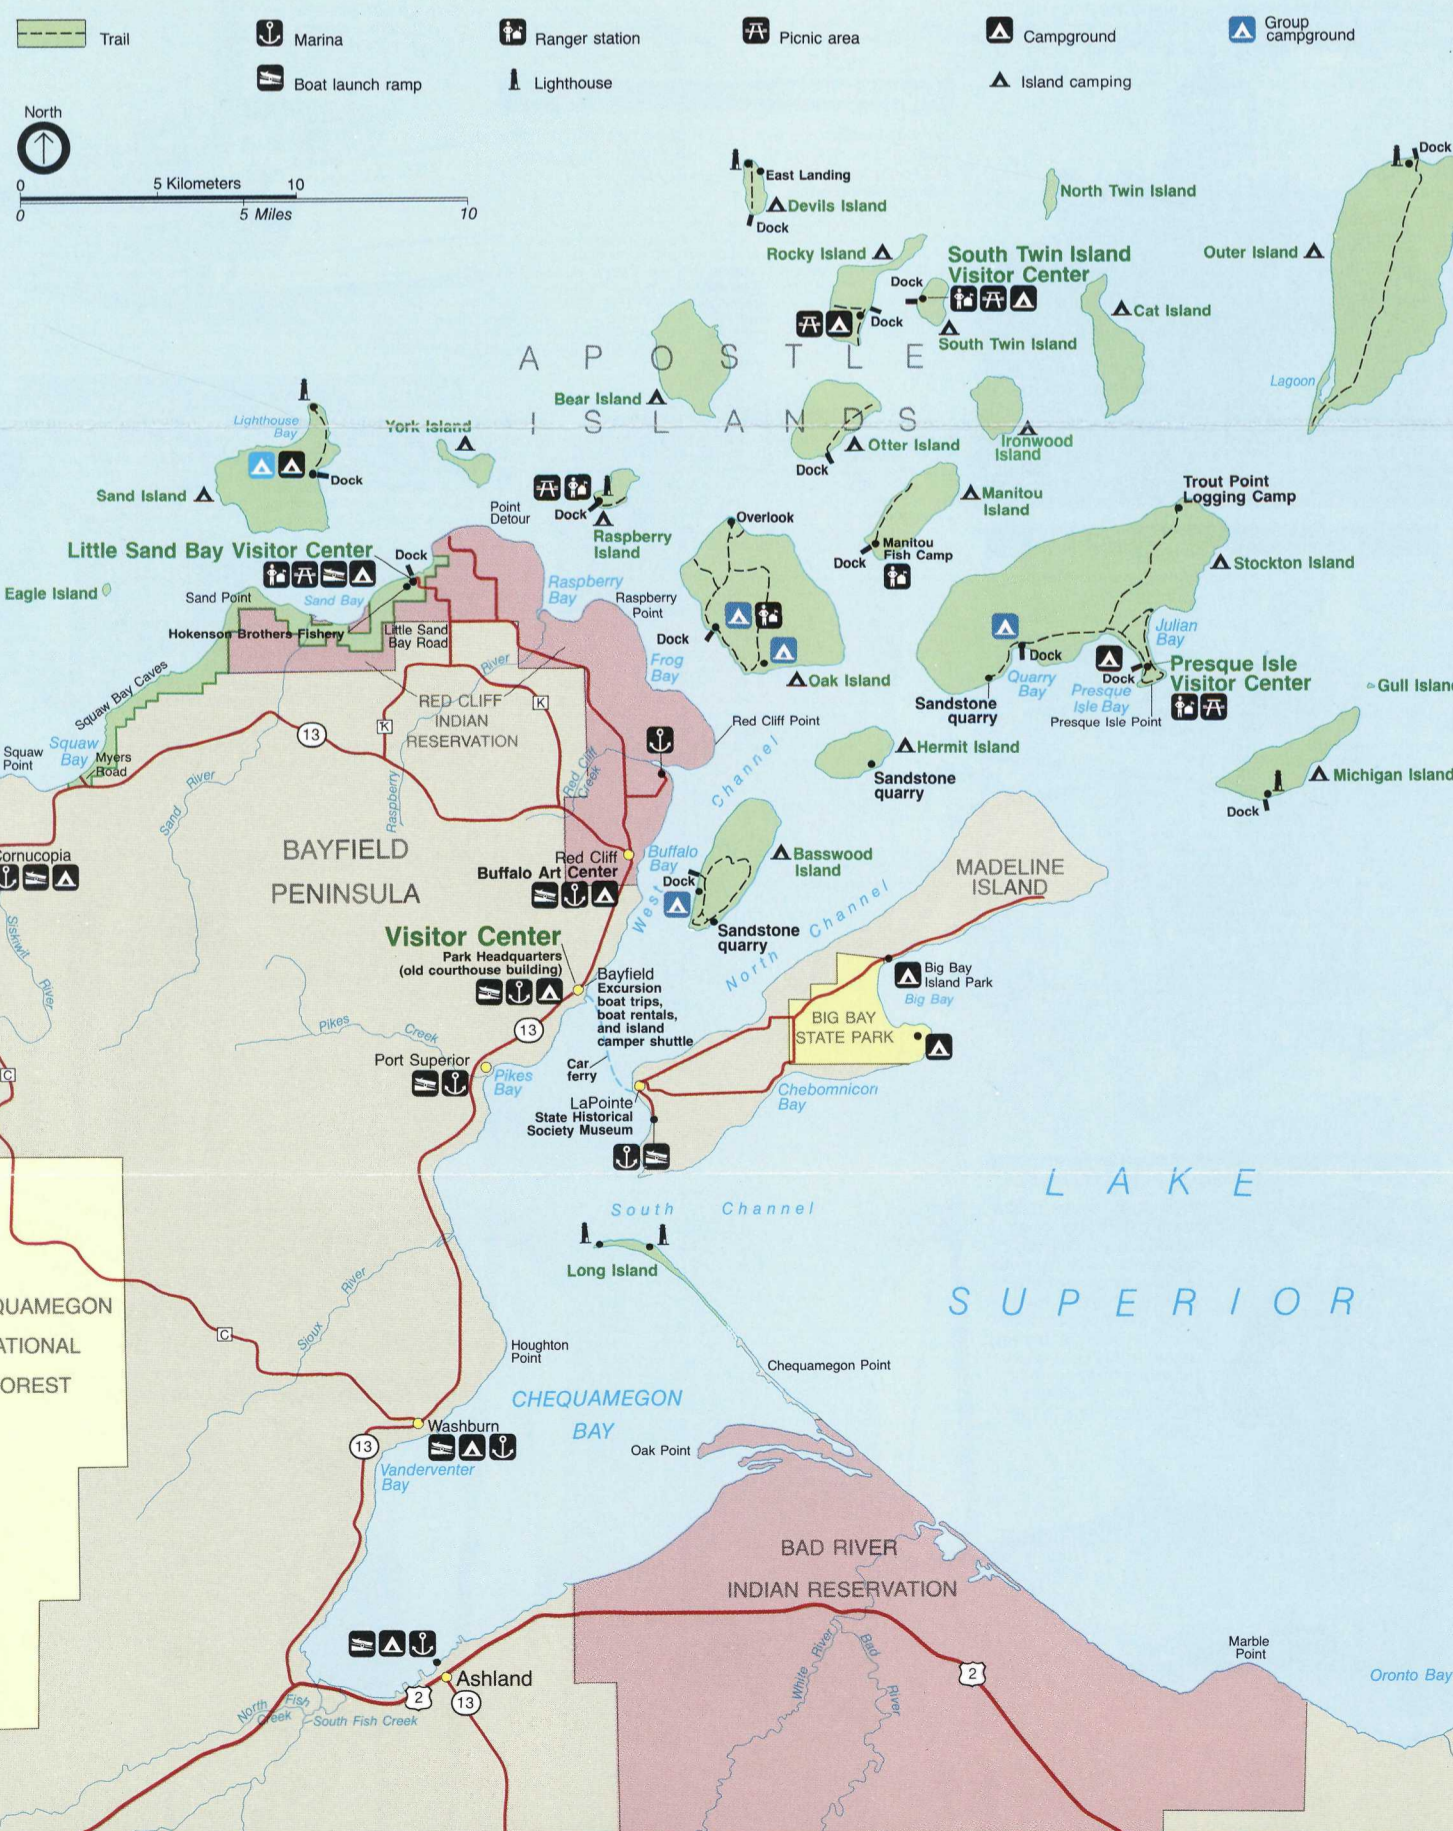 Trail
Marina
Boat launch ramp
Ranger station
Lighthouse
Picnic area
Campground
Island camping
Group
campground
North
0 5 Kilometers 10
0 5 Miles 10
East Landing
Devils Island
Dock
North Twin Island
Dock
Outer Island
Lagoon
Rocky Island
South Twin Island
Visitor Center
Dock
Dock
South Twin Island
Cat Island
APOSTLE
ISLANDS
Bear Island
Otter Island
Dock
Ironwood
Island
Lighthouse
Bay
Dock
Sand Island
York Island
Dock
Raspberry
Island
Point
Detour
Overlook
Manitou
Island
Dock
Manitou
Fish Camp
Trout Point
Logging Camp
Stockton Island
Little Sand Bay Visitor Center
Dock
Eagle Island
Sand Point
Sand Bay
Hokenson Brothers Fishery
Little Sand
Bay Road
Raspberry
Bay
Raspberry
Point
Dock
Frog
Bay
Oak Island
Julian
Bay
Dock
Quarry
Bay
Dock
Presque
Isle Bay
Presque Isle
Visitor Center
Presque Isle Point
Sandstone
quarry
Gull Island
Squaw Bay Caves
River
RED CLIFF
INDIAN
RESERVATION
K
K
13
Squaw
Bay
Squaw
Point
Myers
Road
Sand River
Raspberry
Red Cliff
Creek
Red Cliff Point
Hermit Island
Sandstone
quarry
Michigan Island
Dock
BAYFIELD
PENINSULA
Cornucopia
Siskiwit
River
Red Cliff
Buffalo Art Center
Buffalo
Bay
Dock
Basswood
Island
Sandstone
quarry
West Channel
North Channel
MADELINE
ISLAND
Visitor Center
Park Headquarters
(old courthouse building)
Bayfield
Excursion
boat trips,
boat rentals,
and island
camper shuttle
Big Bay
Island Park
Big Bay
BIG BAY
STATE PARK
Pikes Creek
13
Port Superior
Pikes
Bay
Car
ferry
LaPointe
State Historical
Society Museum
Chebomnicon
Bay
C
South Channel
LAKE
SUPERIOR
Long Island
QUAMEGON
ATIONAL
OREST
Sioux River
C
Houghton
Point
Chequamegon Point
CHEQUAMEGON
BAY
Washburn
13
Vanderventer
Bay
Oak Point
BAD RIVER
INDIAN RESERVATION
White River
Bad River
Marble
Point
Oronto Bay
2
Ashland
2
13
North Fish
Creek
South Fish Creek